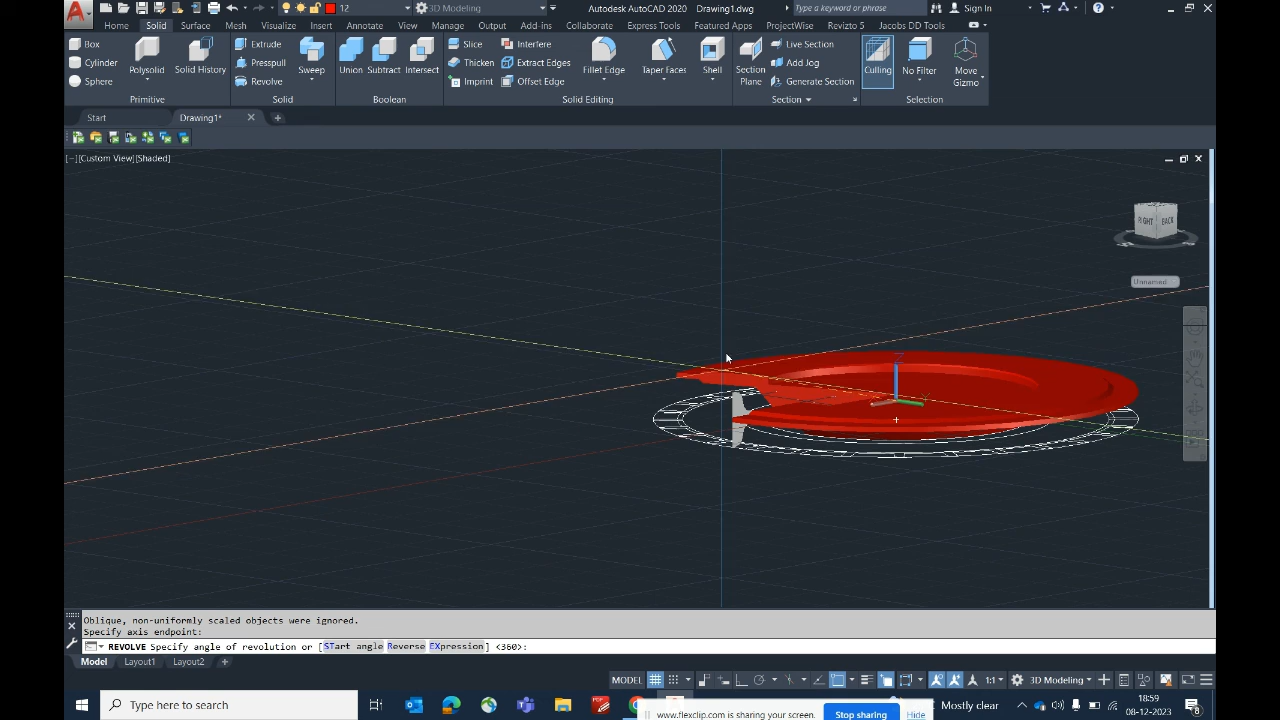 12 3D Modeling Autodesk AutoCAD 2020 Drawing1.dwg Type a keyword or phrase Sign In
Home Solid Surface Mesh Visualize Insert Annotate View Manage Output Add-ins Collaborate Express Tools Featured Apps ProjectWise Revizto 5 Jacobs DD Tools
Box
Cylinder
Sphere
Polysolid
Solid History
Primitive
Extrude
Presspull
Revolve
Sweep
Solid
Union
Subtract
Intersect
Boolean
Slice
Thicken
Imprint
Interfere
Extract Edges
Offset Edge
Fillet Edge
Taper Faces
Shell
Solid Editing
Section
Plane
Live Section
Add Jog
Generate Section
Section
Culling
No Filter
Move
Gizmo
Selection
Start Drawing1*
[−][Custom View][Shaded]
RIGHT BACK
Unnamed
Z
Oblique, non-uniformly scaled objects were ignored.
Specify axis endpoint:
REVOLVE Specify angle of revolution or [STart angle Reverse EXpression] <360>:
Model Layout1 Layout2
MODEL 1:1 3D Modeling
Type here to search
PDF
www.flexclip.com is sharing your screen. Stop sharing Hide
Mostly clear
18:59
08-12-2023